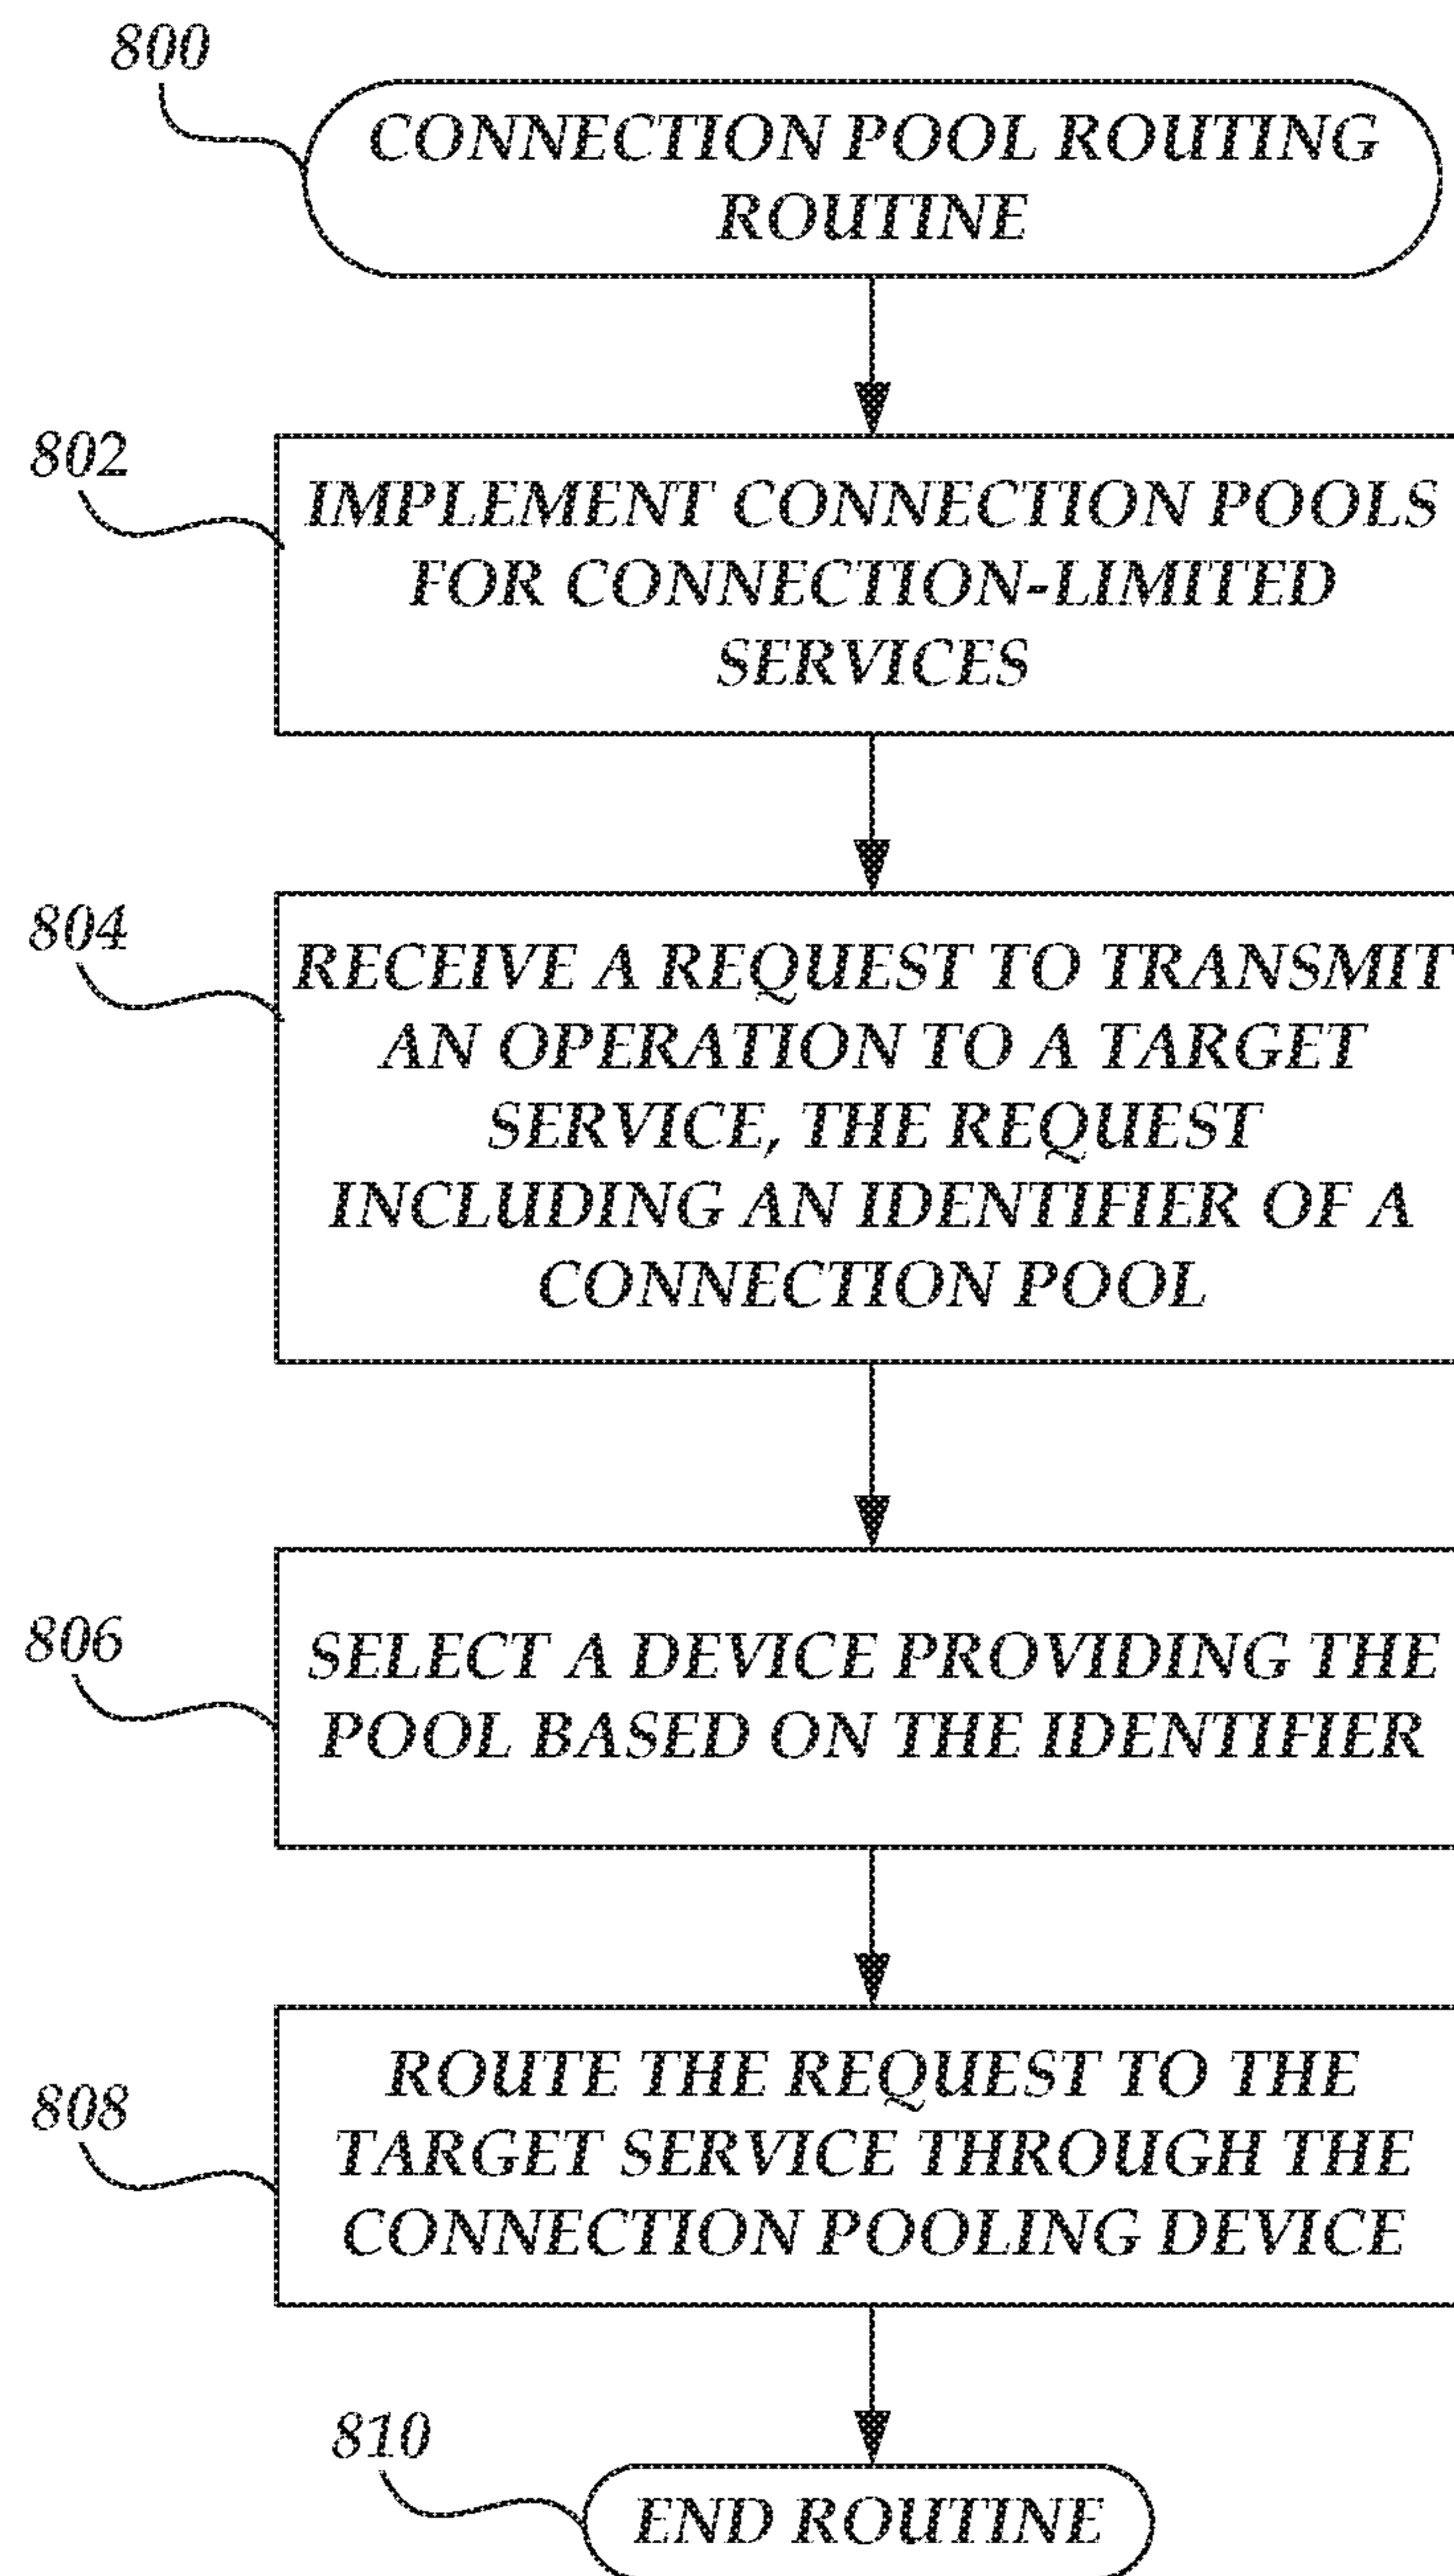 800
CONNECTION POOL ROUTING
ROUTINE
802
IMPLEMENT CONNECTION POOLS
FOR CONNECTION-LIMITED
SERVICES
804
RECEIVE A REQUEST TO TRANSMIT
AN OPERATION TO A TARGET
SERVICE, THE REQUEST
INCLUDING AN IDENTIFIER OF A
CONNECTION POOL
806
SELECT A DEVICE PROVIDING THE
POOL BASED ON THE IDENTIFIER
808
ROUTE THE REQUEST TO THE
TARGET SERVICE THROUGH THE
CONNECTION POOLING DEVICE
810
END ROUTINE